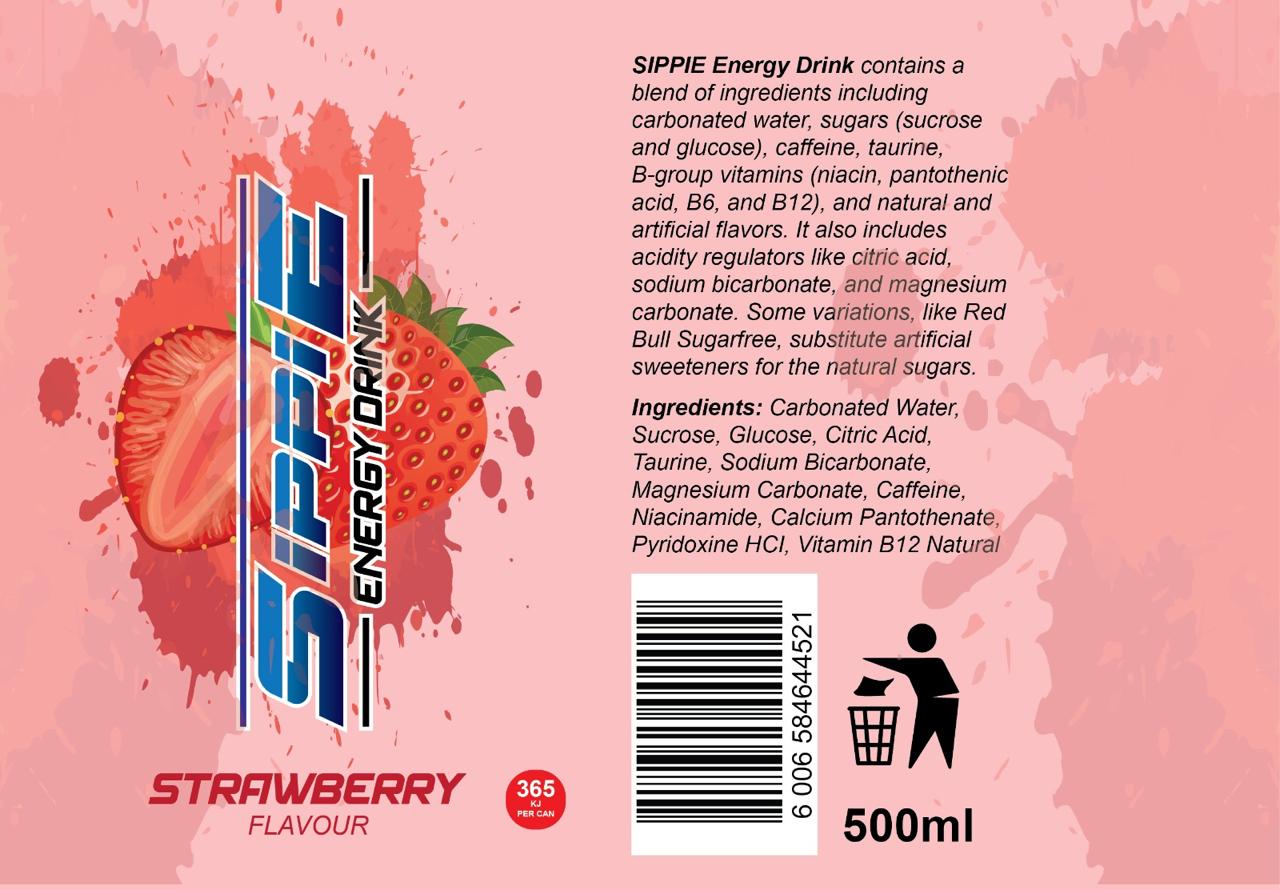 SiPPiE
ENERGY DRINK
STRAWBERRY
FLAVOUR
365
KJ
PER CAN
SIPPIE Energy Drink contains a
blend of ingredients including
carbonated water, sugars (sucrose
and glucose), caffeine, taurine,
B-group vitamins (niacin, pantothenic
acid, B6, and B12), and natural and
artificial flavors. It also includes
acidity regulators like citric acid,
sodium bicarbonate, and magnesium
carbonate. Some variations, like Red
Bull Sugarfree, substitute artificial
sweeteners for the natural sugars.
Ingredients: Carbonated Water,
Sucrose, Glucose, Citric Acid,
Taurine, Sodium Bicarbonate,
Magnesium Carbonate, Caffeine,
Niacinamide, Calcium Pantothenate,
Pyridoxine HCl, Vitamin B12 Natural
6 006 584644521
500ml